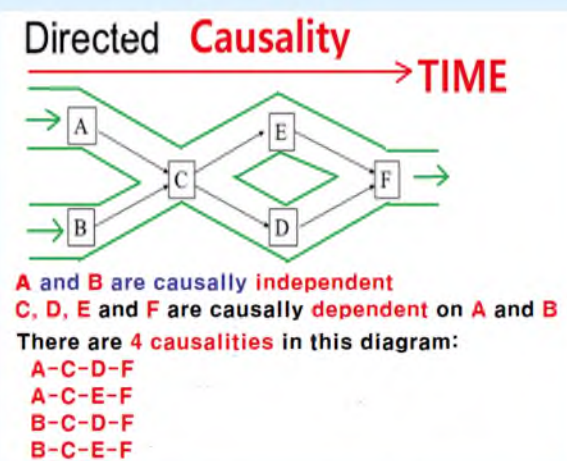 Directed Causality
TIME
A
E
C
F
B
D
A and B are causally independent
C, D, E and F are causally dependent on A and B
There are 4 causalities in this diagram:
A-C-D-F
A-C-E-F
B-C-D-F
B-C-E-F